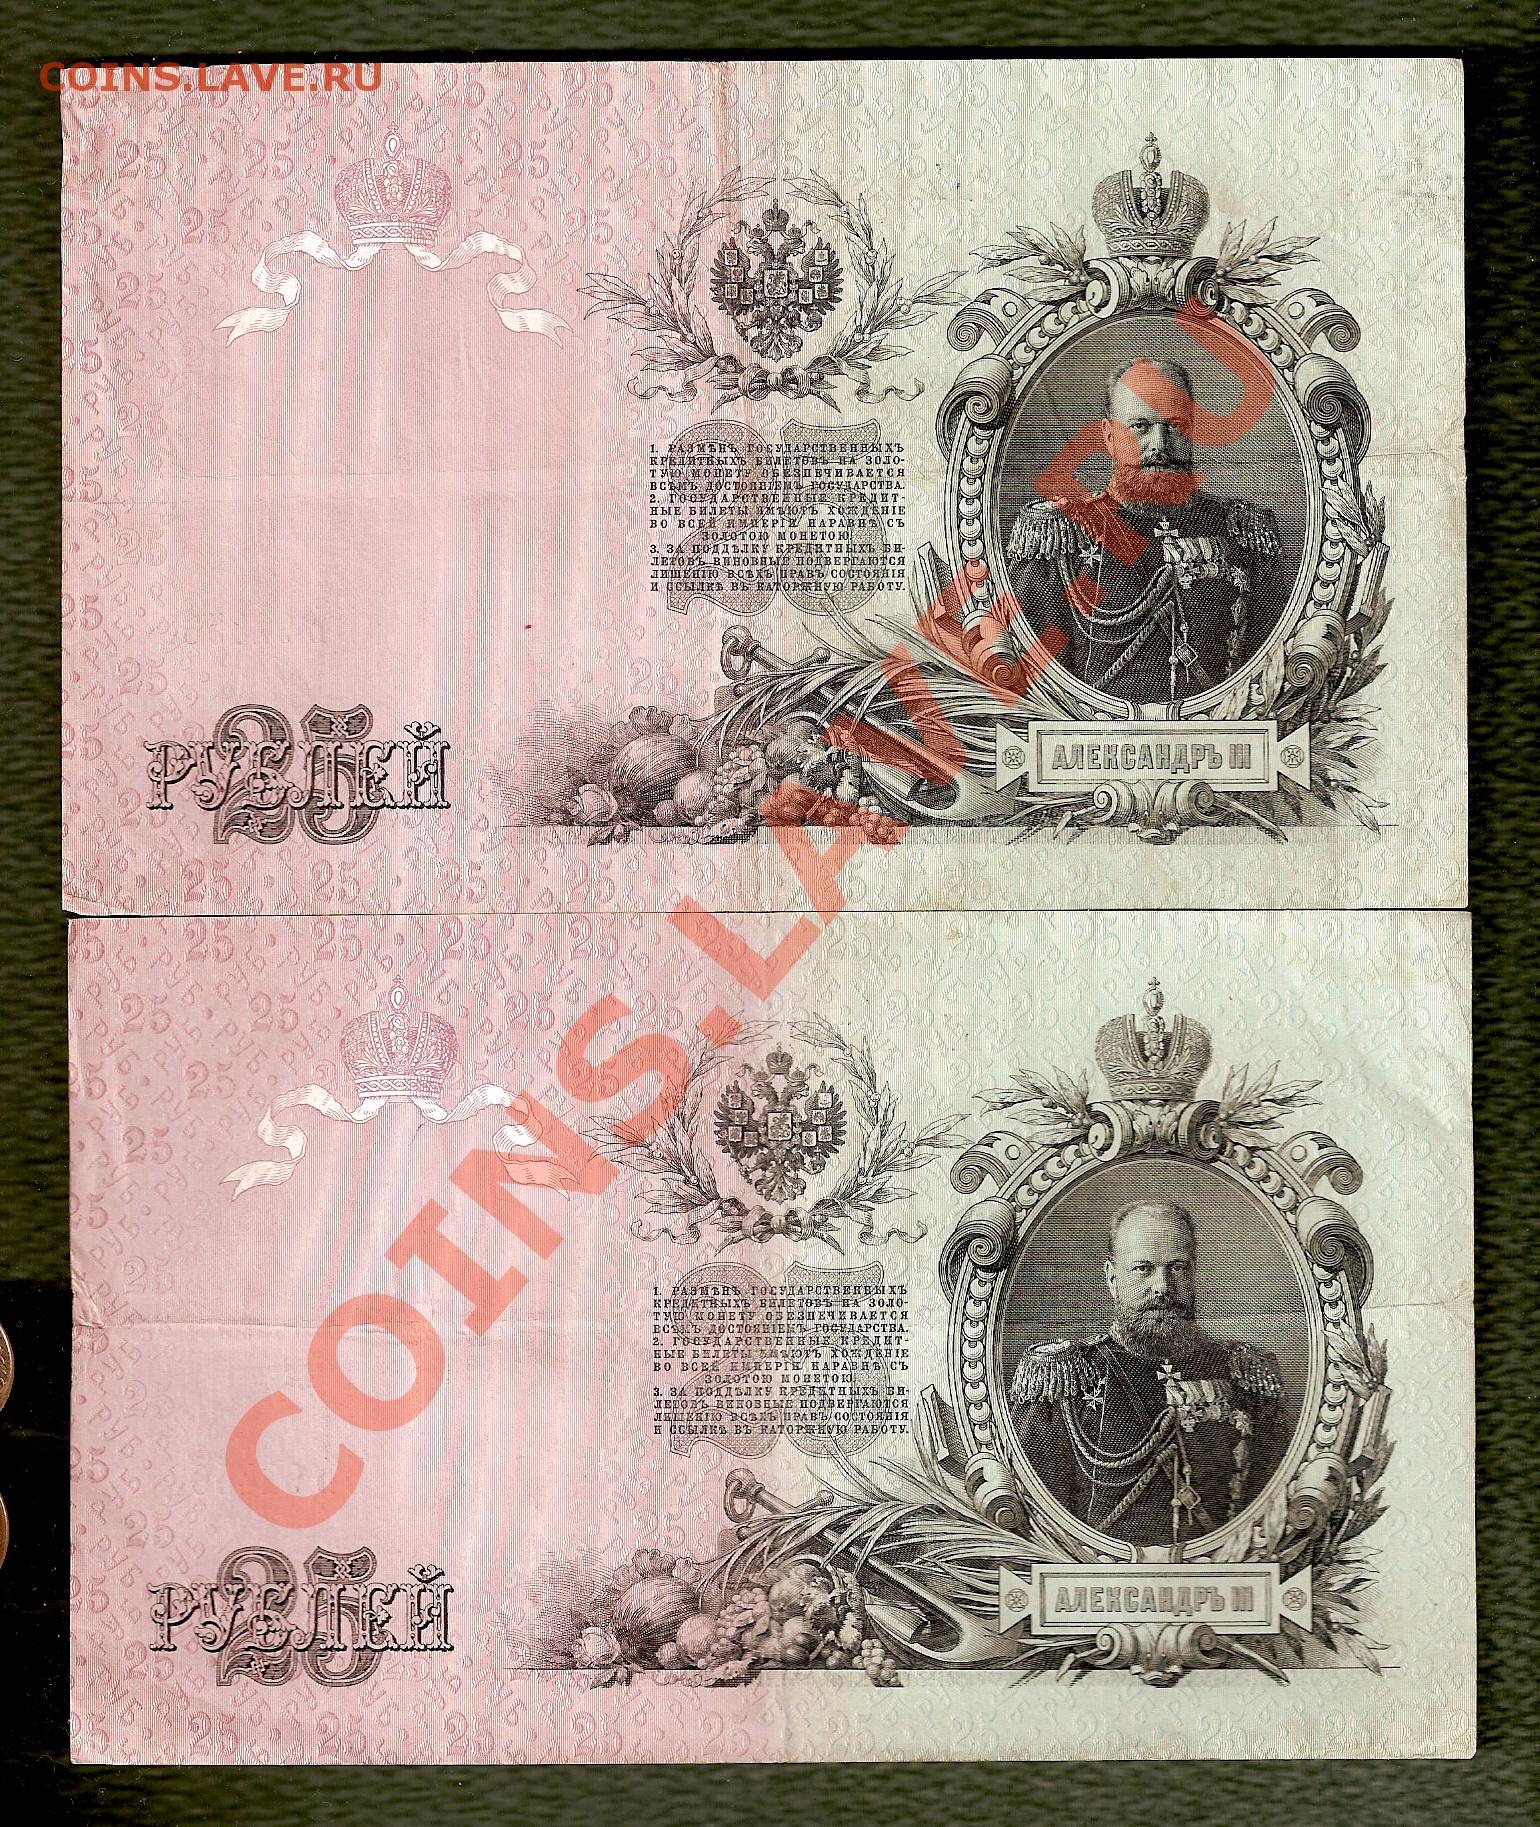 COINS.LAVE.RU
1. РАЗМѢНЪ ГОСУДАРСТВЕННЫХЪ
КРЕДИТНЫХЪ БИЛЕТОВЪ НА ЗОЛО-
ТУЮ МОНЕТУ ОБЕЗПЕЧИВАЕТСЯ
ВСѢМЪ ДОСТОЯНІЕМЪ ГОСУДАРСТВА.
2. ГОСУДАРСТВЕННЫЕ КРЕДИТ-
НЫЕ БИЛЕТЫ ИМѢЮТЪ ХОЖДЕНІЕ
ВО ВСЕЙ ИМПЕРІИ НАРАВНѢ СЪ
ЗОЛОТОЮ МОНЕТОЮ.
3. ЗА ПОДДѢЛКУ КРЕДИТНЫХЪ БИ-
ЛЕТОВЪ ВИНОВНЫЕ ПОДВЕРГАЮТСЯ
ЛИШЕНІЮ ВСѢХЪ ПРАВЪ СОСТОЯНІЯ
И ССЫЛКѢ ВЪ КАТОРЖНУЮ РАБОТУ.
25
РУБЛЕЙ
АЛЕКСАНДРЪ III
COINS.LAVE.RU
1. РАЗМѢНЪ ГОСУДАРСТВЕННЫХЪ
КРЕДИТНЫХЪ БИЛЕТОВЪ НА ЗОЛО-
ТУЮ МОНЕТУ ОБЕЗПЕЧИВАЕТСЯ
ВСѢМЪ ДОСТОЯНІЕМЪ ГОСУДАРСТВА.
2. ГОСУДАРСТВЕННЫЕ КРЕДИТ-
НЫЕ БИЛЕТЫ ИМѢЮТЪ ХОЖДЕНІЕ
ВО ВСЕЙ ИМПЕРІИ НАРАВНѢ СЪ
ЗОЛОТОЮ МОНЕТОЮ.
3. ЗА ПОДДѢЛКУ КРЕДИТНЫХЪ БИ-
ЛЕТОВЪ ВИНОВНЫЕ ПОДВЕРГАЮТСЯ
ЛИШЕНІЮ ВСѢХЪ ПРАВЪ СОСТОЯНІЯ
И ССЫЛКѢ ВЪ КАТОРЖНУЮ РАБОТУ.
25
РУБЛЕЙ
АЛЕКСАНДРЪ III